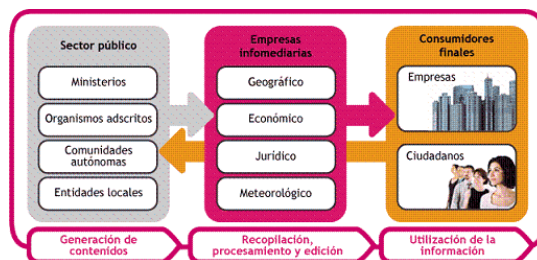 Sector público
Ministerios
Organismos adscritos
Comunidades
autónomas
Entidades locales
Empresas
infomediarias
Geográfico
Económico
Jurídico
Meteorológico
Consumidores
finales
Empresas
Ciudadanos
Generación de
contenidos
Recopilación,
procesamiento y edición
Utilización de la
información